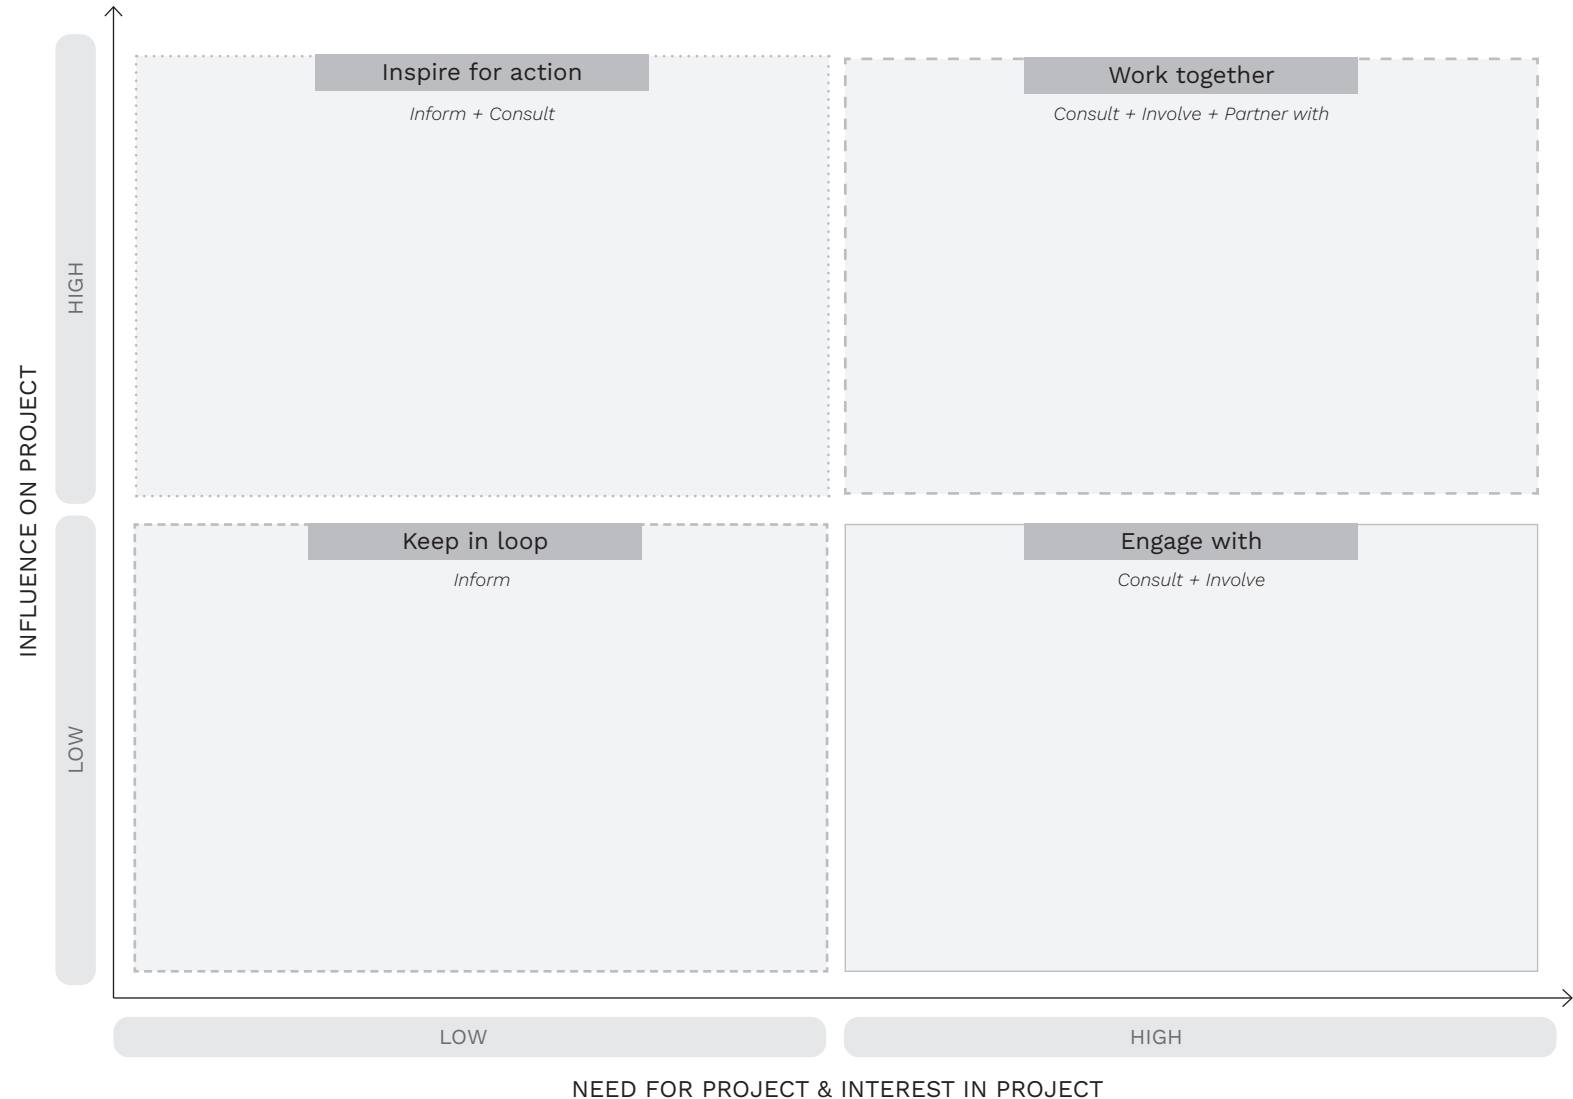 Inspire for action
Inform + Consult
Work together
Consult + Involve + Partner with
HIGH
INFLUENCE ON PROJECT
Keep in loop
Inform
Engage with
Consult + Involve
LOW
LOW
HIGH
NEED FOR PROJECT & INTEREST IN PROJECT